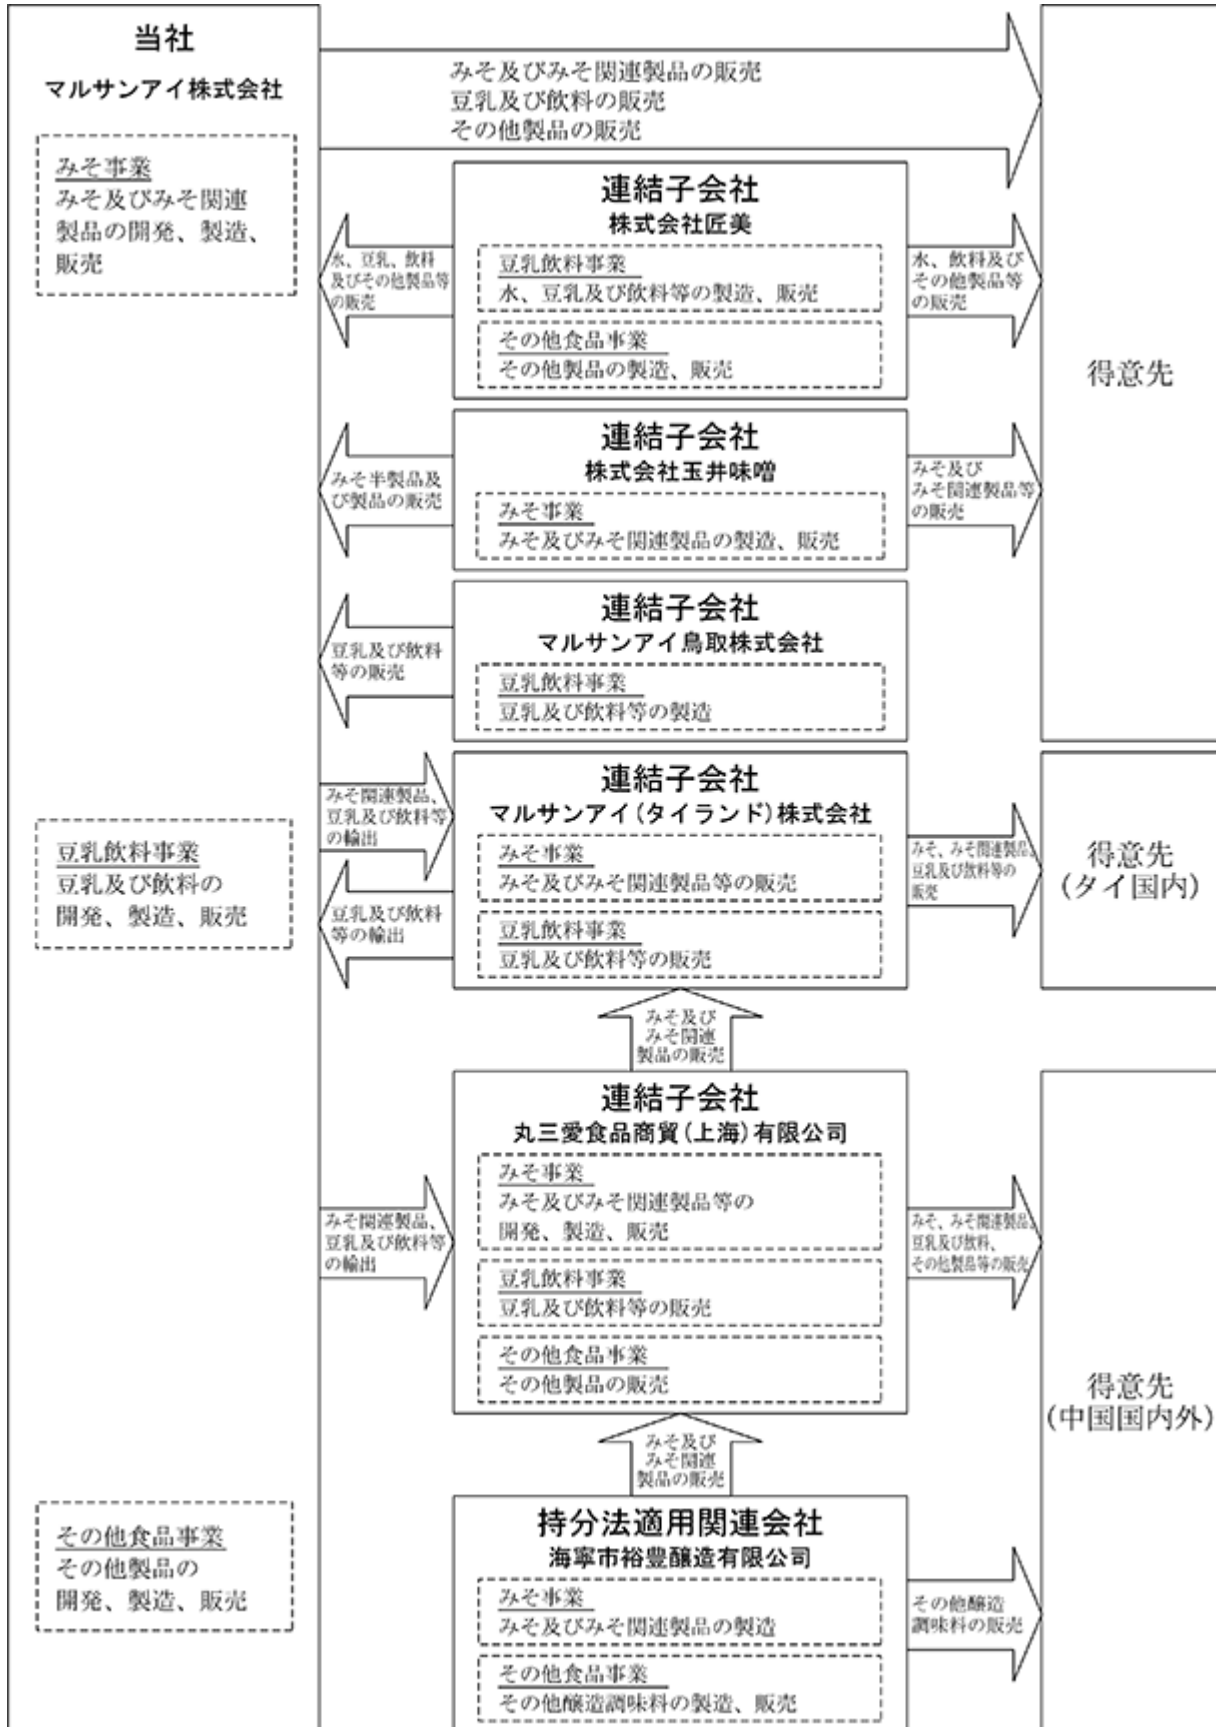 当社
マルサンアイ株式会社
みそ事業
みそ及びみそ関連
製品の開発、製造、
販売
豆乳飲料事業
豆乳及び飲料の
開発、製造、販売
その他食品事業
その他製品の
開発、製造、販売
みそ及びみそ関連製品の販売
豆乳及び飲料の販売
その他製品の販売
連結子会社
株式会社匠美
豆乳飲料事業
水、豆乳及び飲料等の製造、販売
その他食品事業
その他製品の製造、販売
水、豆乳、飲料
及びその他製品等
の販売
水、飲料及び
その他製品等
の販売
連結子会社
株式会社玉井味噌
みそ事業
みそ及びみそ関連製品の製造、販売
みそ半製品及
び製品の販売
みそ及び
みそ関連製品等
の販売
連結子会社
マルサンアイ鳥取株式会社
豆乳飲料事業
豆乳及び飲料等の製造
豆乳及び飲料
等の販売
得意先
連結子会社
マルサンアイ(タイランド)株式会社
みそ事業
みそ及びみそ関連製品等の販売
豆乳飲料事業
豆乳及び飲料等の販売
みそ関連製品、
豆乳及び飲料等
の輸出
豆乳及び飲料
等の輸出
みそ、みそ関連製品、
豆乳及び飲料等の
販売
得意先
(タイ国内)
みそ及び
みそ関連
製品の販売
連結子会社
丸三愛食品商貿(上海)有限公司
みそ事業
みそ及びみそ関連製品等の
開発、製造、販売
豆乳飲料事業
豆乳及び飲料等の販売
その他食品事業
その他製品の販売
みそ関連製品、
豆乳及び飲料等
の輸出
みそ、みそ関連製品、
豆乳及び飲料、
その他製品等の販売
得意先
(中国国内外)
みそ及び
みそ関連
製品の販売
持分法適用関連会社
海寧市裕豊醸造有限公司
みそ事業
みそ及びみそ関連製品の製造
その他食品事業
その他醸造調味料の製造、販売
その他醸造
調味料の販売